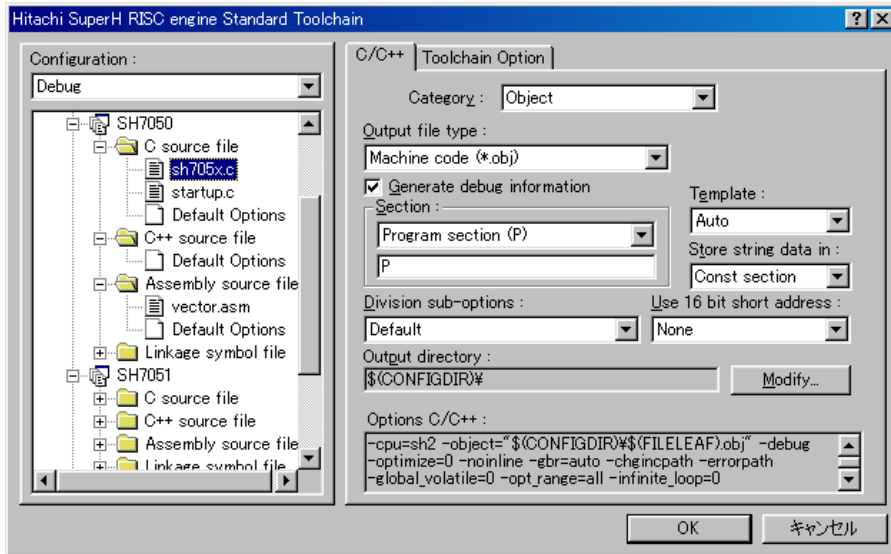 Hitachi SuperH RISC engine Standard Toolchain
Configuration :
Debug
SH7050
C source file
sh705x.c
startup.c
Default Options
C++ source file
Default Options
Assembly source file
vector.asm
Default Options
Linkage symbol file
SH7051
C source file
C++ source file
Assembly source file
Linkage symbol file
C/C++
Toolchain Option
Category :
Object
Output file type :
Machine code (*.obj)
Generate debug information
Section :
Program section (P)
P
Template :
Auto
Store string data in :
Const section
Division sub-options :
Default
Use 16 bit short address :
None
Output directory :
$(CONFIGDIR)¥
Modify...
Options C/C++ :
-cpu=sh2 -object="$(CONFIGDIR)¥$(FILELEAF).obj" -debug
-optimize=0 -noinline -gbr=auto -chgincpath -errorpath
-global_volatile=0 -opt_range=all -infinite_loop=0
OK
キャンセル